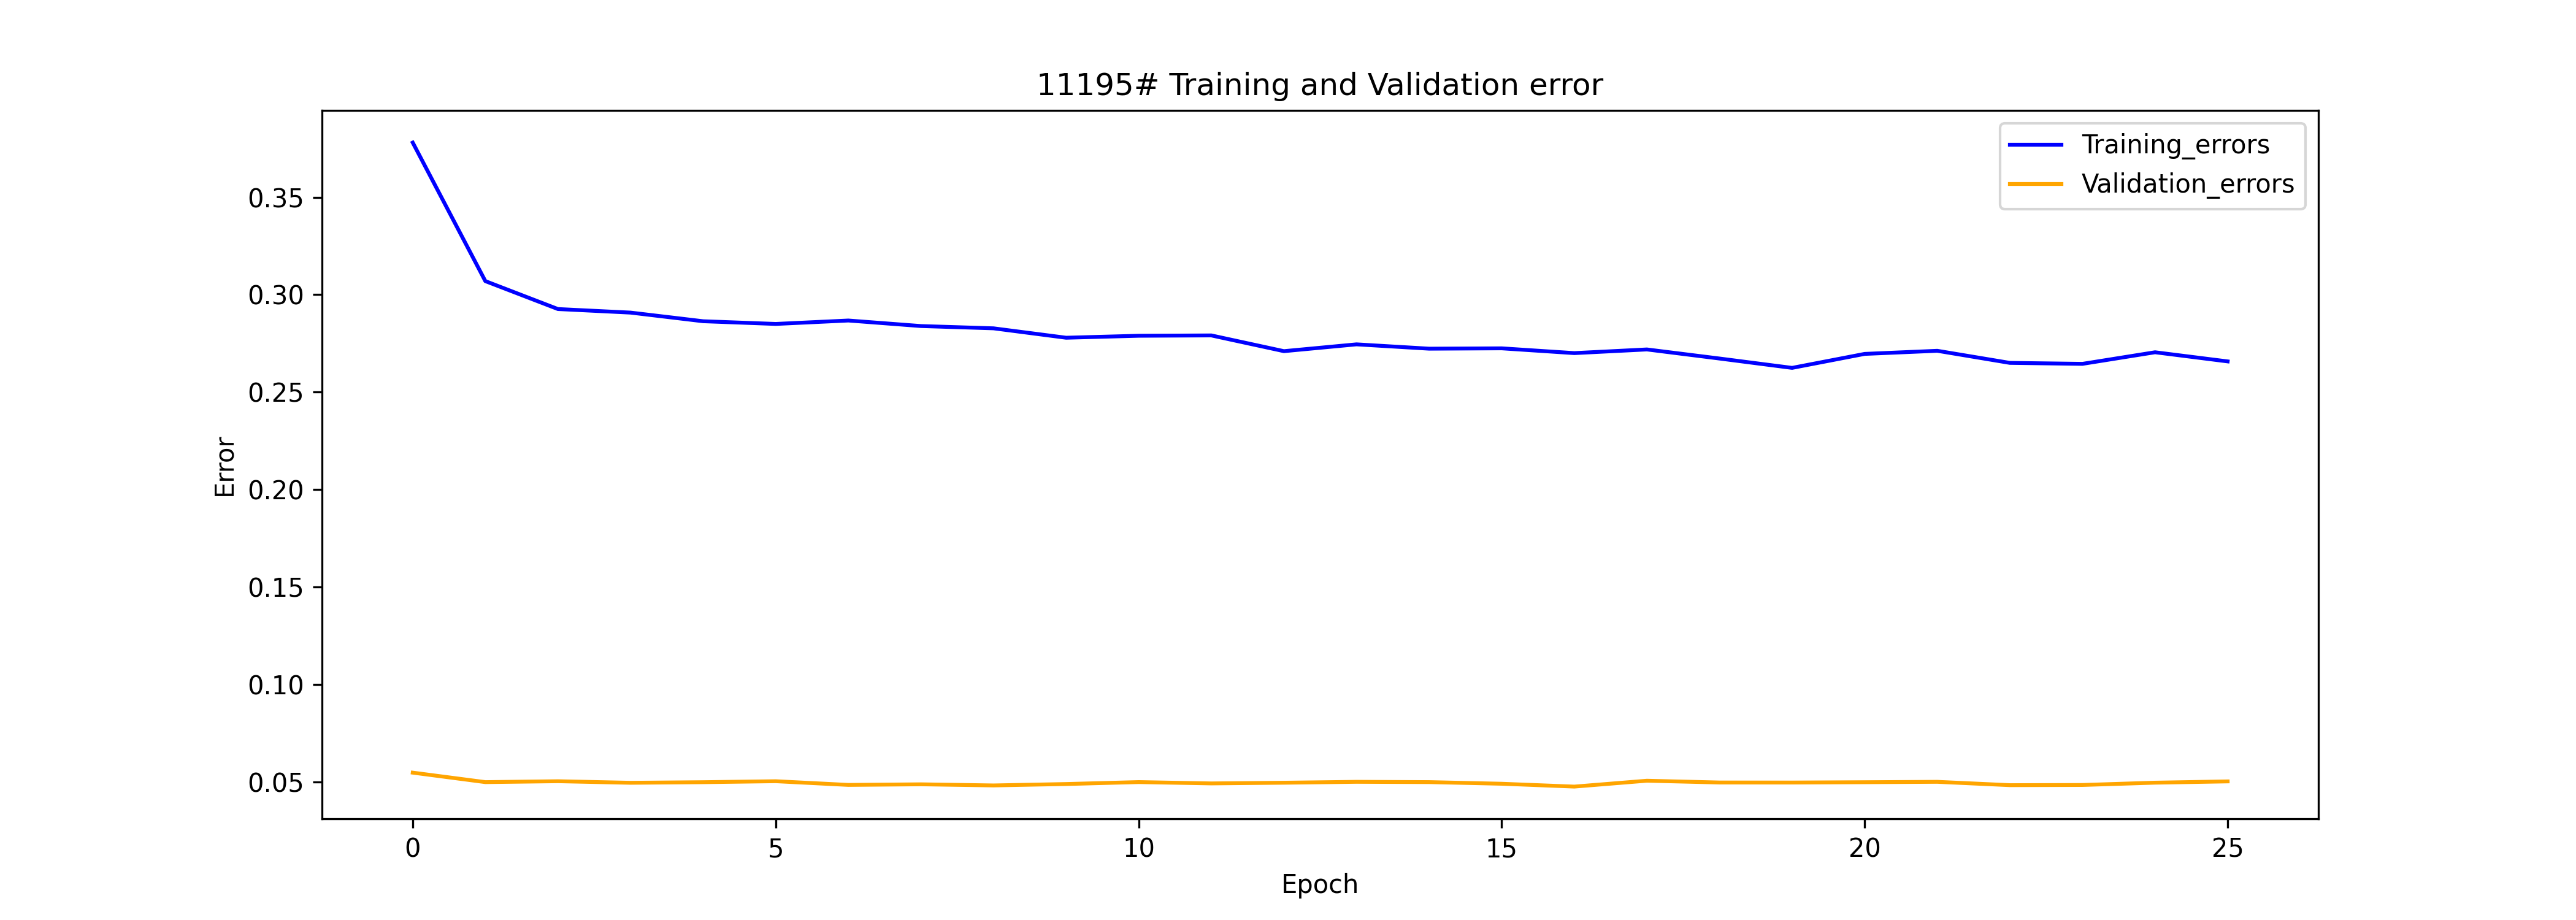 11195# Training and Validation error
Training_errors
Validation_errors
0.35
0.30
0.25
0.20
0.15
0.10
0.05
Error
0 5 10 15 20 25
Epoch